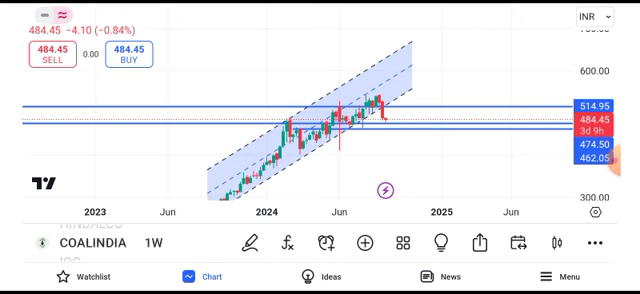 INR
484.45 −4.10 (−0.84%)
484.45 SELL
0.00
484.45 BUY
600.00
514.95
484.45
3d 9h
474.50
462.05
300.00
2023 Jun 2024 Jun 2025 Jun
HINDALCO
COALINDIA 1W
Watchlist Chart Ideas News Menu